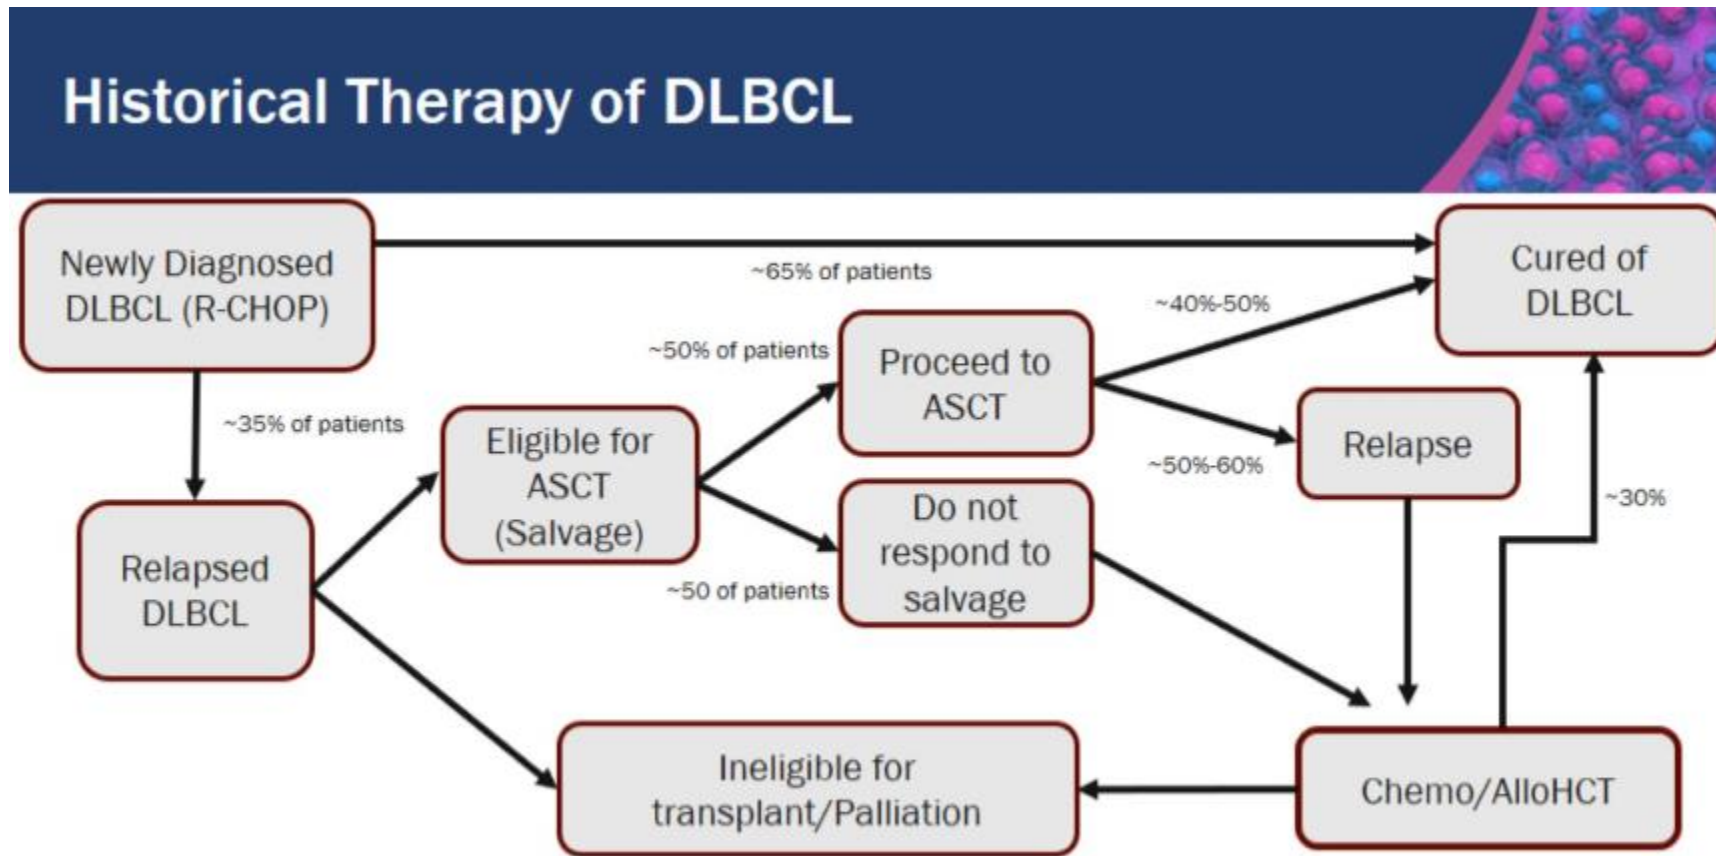 Historical Therapy of DLBCL
Newly Diagnosed
DLBCL (R-CHOP)
~65% of patients
Cured of
DLBCL
~35% of patients
Relapsed
DLBCL
Eligible for
ASCT
(Salvage)
~50% of patients
Proceed to
ASCT
~40%-50%
~50%-60%
Relapse
~50 of patients
Do not
respond to
salvage
~30%
Ineligible for
transplant/Palliation
Chemo/AlloHCT